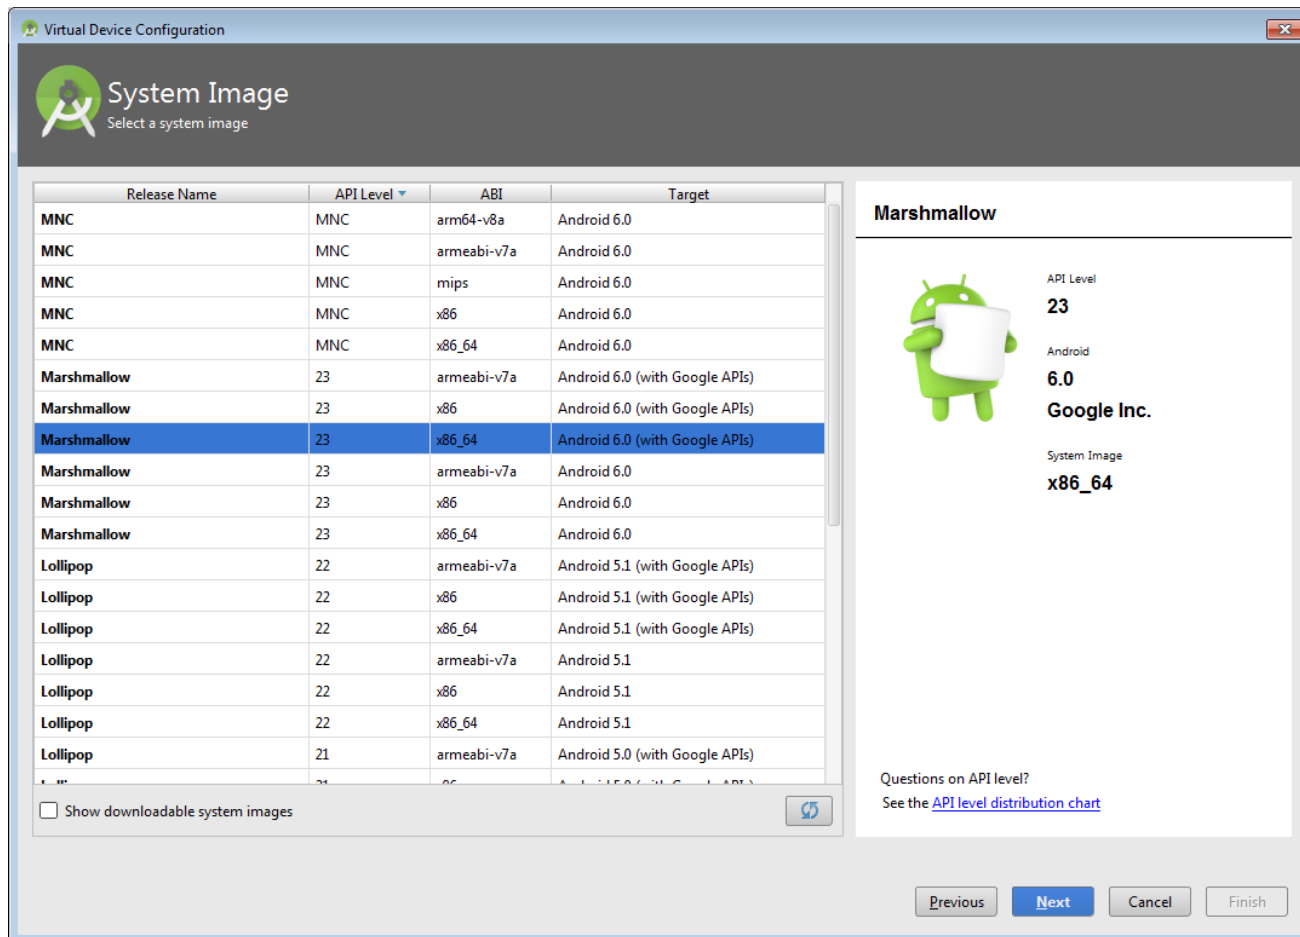 Virtual Device Configuration
System Image
Select a system image
Release Name API Level ABI Target
MNC MNC arm64-v8a Android 6.0
MNC MNC armeabi-v7a Android 6.0
MNC MNC mips Android 6.0
MNC MNC x86 Android 6.0
MNC MNC x86_64 Android 6.0
Marshmallow 23 armeabi-v7a Android 6.0 (with Google APIs)
Marshmallow 23 x86 Android 6.0 (with Google APIs)
Marshmallow 23 x86_64 Android 6.0 (with Google APIs)
Marshmallow 23 armeabi-v7a Android 6.0
Marshmallow 23 x86 Android 6.0
Marshmallow 23 x86_64 Android 6.0
Lollipop 22 armeabi-v7a Android 5.1 (with Google APIs)
Lollipop 22 x86 Android 5.1 (with Google APIs)
Lollipop 22 x86_64 Android 5.1 (with Google APIs)
Lollipop 22 armeabi-v7a Android 5.1
Lollipop 22 x86 Android 5.1
Lollipop 22 x86_64 Android 5.1
Lollipop 21 armeabi-v7a Android 5.0 (with Google APIs)
Show downloadable system images
Marshmallow
API Level
23
Android
6.0
Google Inc.
System Image
x86_64
Questions on API level?
See the API level distribution chart
Previous Next Cancel Finish